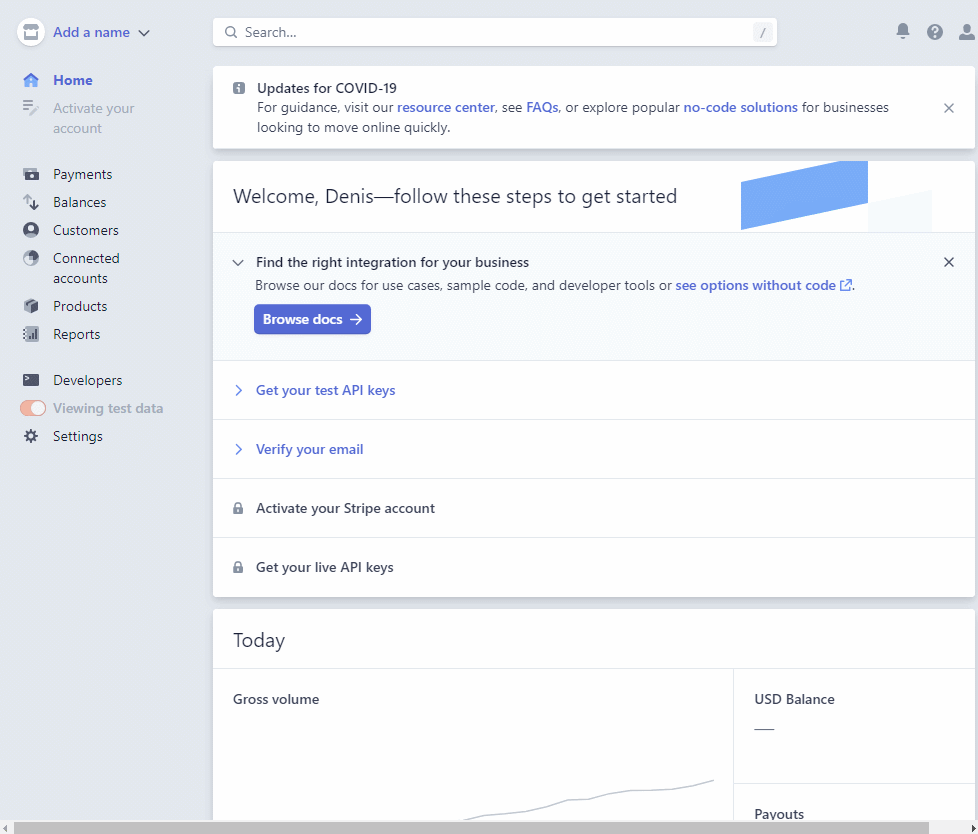 Add a name
Search...
/
Home
Activate your
account
Payments
Balances
Customers
Connected
accounts
Products
Reports
Developers
Viewing test data
Settings
Updates for COVID-19
For guidance, visit our resource center, see FAQs, or explore popular no-code solutions for businesses
looking to move online quickly.
Welcome, Denis—follow these steps to get started
Find the right integration for your business
Browse our docs for use cases, sample code, and developer tools or see options without code.
Browse docs
Get your test API keys
Verify your email
Activate your Stripe account
Get your live API keys
Today
Gross volume
USD Balance
—
Payouts